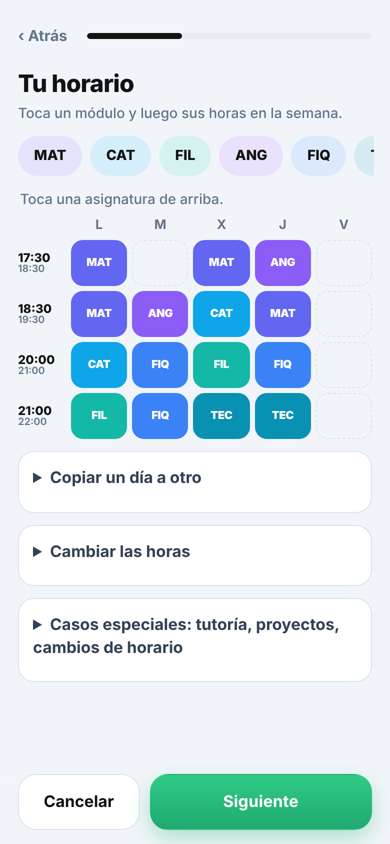 ‹ Atrás
Tu horario
Toca un módulo y luego sus horas en la semana.
MAT CAT FIL ANG FIQ
Toca una asignatura de arriba.
L M X J V
17:30 MAT MAT ANG
18:30
18:30 MAT ANG CAT MAT
19:30
20:00 CAT FIQ FIL FIQ
21:00
21:00 FIL FIQ TEC TEC
22:00
Copiar un día a otro
Cambiar las horas
Casos especiales: tutoría, proyectos,
cambios de horario
Cancelar Siguiente